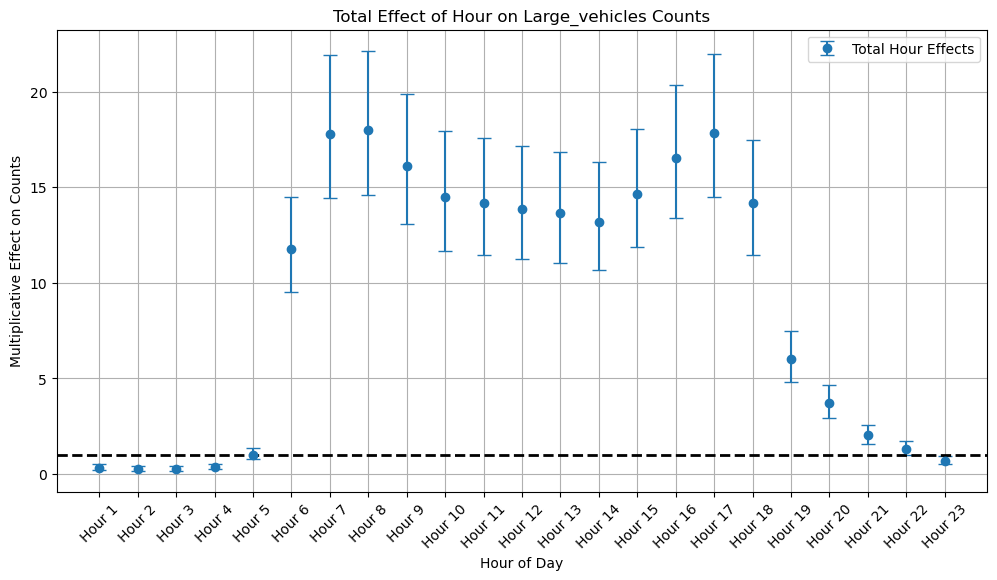 Total Effect of Hour on Large_vehicles Counts
Total Hour Effects
Multiplicative Effect on Counts
20
15
10
5
0
Hour 1
Hour 2
Hour 3
Hour 4
Hour 5
Hour 6
Hour 7
Hour 8
Hour 9
Hour 10
Hour 11
Hour 12
Hour 13
Hour 14
Hour 15
Hour 16
Hour 17
Hour 18
Hour 19
Hour 20
Hour 21
Hour 22
Hour 23
Hour of Day